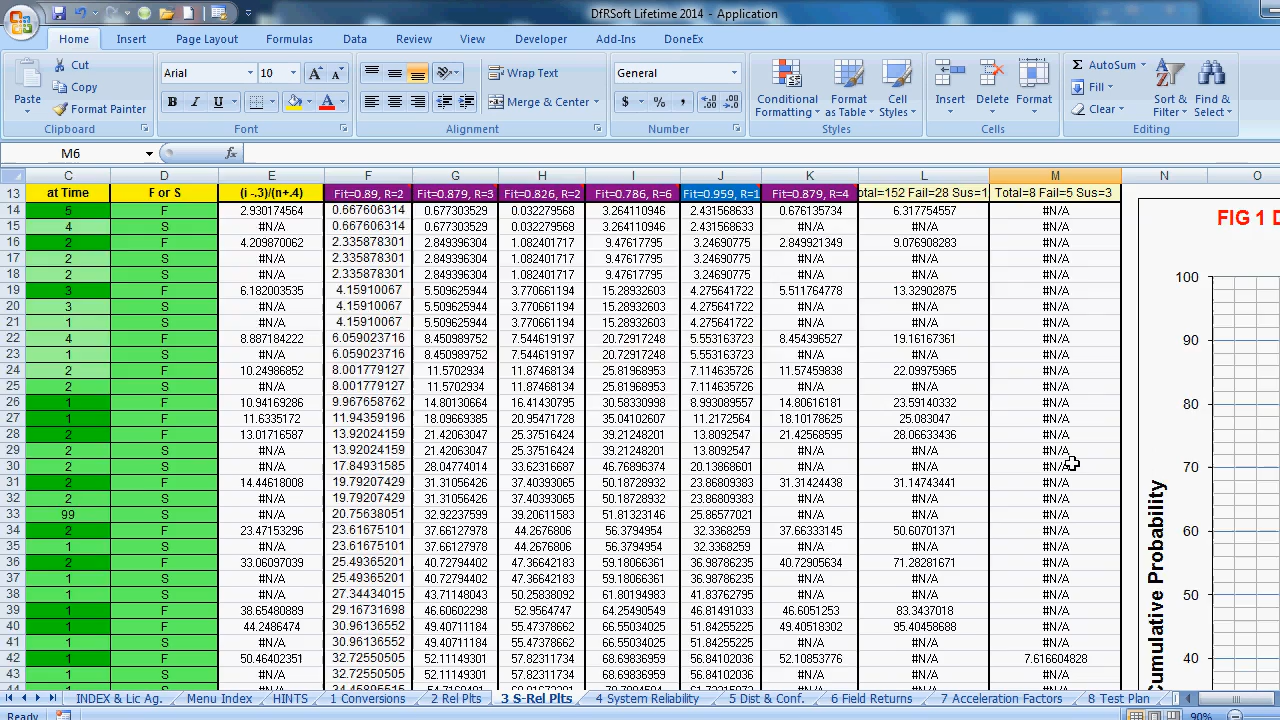 DfRSoft Lifetime 2014 - Application
Home Insert Page Layout Formulas Data Review View Developer Add-Ins DoneEx
Cut
Copy
Format Painter
Paste
Arial 10
B I U
Wrap Text
Merge & Center
General
$ % ,
Conditional Formatting
Format as Table
Cell Styles
Insert Delete Format
AutoSum
Fill
Clear
Sort & Filter
Find & Select
Clipboard Font Alignment Number Styles Cells Editing
M6 fx
C D E F G H I J K L M N O
13 at Time F or S (i -.3)/(n+.4) Fit=0.89, R=2 Fit=0.879, R=3 Fit=0.826, R=2 Fit=0.786, R=6 Fit=0.959, R=1 Fit=0.879, R=4 otal=152 Fail=28 Sus=1 Total=8 Fail=5 Sus=3
14 5 F 2.930174564 0.667606314 0.677303529 0.032279568 3.264110946 2.431568633 0.676135734 6.317754557 #N/A
15 4 S #N/A 0.667606314 0.677303529 0.032279568 3.264110946 2.431568633 #N/A #N/A #N/A
16 2 F 4.209870062 2.335878301 2.849396304 1.082401717 9.47617795 3.24690775 2.849921349 9.073908283 #N/A
17 2 S #N/A 2.335878301 2.849396304 1.082401717 9.47617795 3.24690775 #N/A #N/A #N/A
18 2 S #N/A 2.335878301 2.849396304 1.082401717 9.47617795 3.24690775 #N/A #N/A #N/A
19 3 F 6.182003535 4.15910067 5.509625944 3.770661194 15.28932603 4.275641722 5.511764778 13.32902875 #N/A
20 3 S #N/A 4.15910067 5.509625944 3.770661194 15.28932603 4.275641722 #N/A #N/A #N/A
21 1 S #N/A 4.15910067 5.509625944 3.770661194 15.28932603 4.275641722 #N/A #N/A #N/A
22 4 F 8.887184222 6.059023716 8.450989752 7.544619197 20.72917248 5.553163723 8.454396527 19.16167361 #N/A
23 1 S #N/A 6.059023716 8.450989752 7.544619197 20.72917248 5.553163723 #N/A #N/A #N/A
24 2 F 10.24986852 8.001779127 11.5702934 11.87468134 25.81968953 7.114635726 11.57459838 22.09975965 #N/A
25 2 S #N/A 8.001779127 11.5702934 11.87468134 25.81968953 7.114635726 #N/A #N/A #N/A
26 1 F 10.94169286 9.967658762 14.80130664 16.41430795 30.58330998 8.993057557 14.80616181 23.59140332 #N/A
27 1 F 11.6335172 11.94359196 18.09669385 20.95471728 35.04102607 11.2172564 18.10178625 25.083047 #N/A
28 2 F 13.01716587 13.92024159 21.42063047 25.37516424 39.21248201 13.8092547 21.42568595 28.06633436 #N/A
29 2 S #N/A 13.92024159 21.42063047 25.37516424 39.21248201 13.8092547 #N/A #N/A #N/A
30 2 S #N/A 17.84931585 28.04774014 33.62316687 46.76896374 #N/A #N/A #N/A
31 2 F 14.44618008 19.79207429 31.31056426 37.40393065 50.18728932 23.86809383 31.31424438 31.14743441 #N/A
32 2 S #N/A 19.79207429 31.31056426 37.40393065 50.18728932 23.86809383 #N/A #N/A #N/A
33 99 S #N/A 20.75638051 32.92237599 39.20611583 51.81323146 25.86577021 #N/A #N/A #N/A
34 2 F 23.47153296 23.61675101 37.66127978 44.2676806 56.3794954 32.3398259 37.66333145 50.60701371 #N/A
35 1 S #N/A 23.61675101 37.66127978 44.2676806 56.3794954 32.3398259 #N/A #N/A #N/A
36 2 F 33.06097039 25.49365201 40.72794402 47.26642183 59.18066361 36.98786235 40.72905634 71.28281671 #N/A
37 1 S #N/A 25.49365201 40.72794402 47.26642183 59.18066361 36.98786235 #N/A #N/A #N/A
38 1 S #N/A 27.34434015 43.71148043 50.25838092 61.80194983 41.83762795 #N/A #N/A #N/A
39 1 F 38.65480889 29.16731698 46.60602998 52.9564747 64.25490549 46.81491033 46.6051253 83.3437018 #N/A
40 1 F 44.2486474 30.96136552 49.40711184 55.47378662 66.55034025 51.84255225 49.40518302 95.40458688 #N/A
41 1 S #N/A 30.96136552 49.40711184 55.47378662 66.55034025 51.84255225 #N/A #N/A #N/A
42 1 F 50.46402351 32.72550505 52.11149301 57.82311714 68.69836959 56.84102036 52.10853776 #N/A 7.616604828
43 1 S #N/A 32.72550505 52.11149301 57.82311714 68.69836959 56.84102036 #N/A #N/A #N/A
FIG 1 D
100
90
80
70
60
50
40
Cumulative Probability
INDEX & Lic Ag. Menu Index HINTS 1 Conversions 2 Rel Plts 3 S-Rel Plts 4 System Reliability 5 Dist & Conf. 6 Field Returns 7 Acceleration Factors 8 Test Plan
Ready 90%